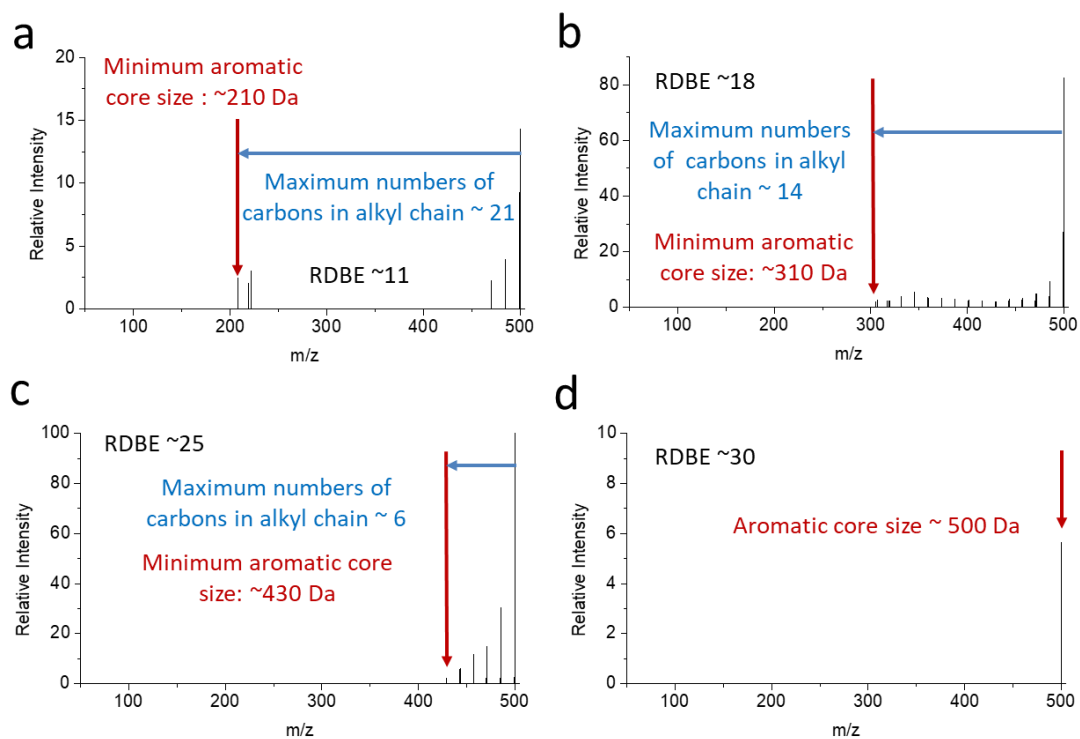 a
20
15
10
5
0
Relative Intensity
Minimum aromatic
core size : ~210 Da
Maximum numbers of
carbons in alkyl chain ~ 21
RDBE ~11
100 200 300 400 500
m/z
b
80
60
40
20
0
Relative Intensity
RDBE ~18
Maximum numbers
of carbons in alkyl
chain ~ 14
Minimum aromatic
core size: ~310 Da
100 200 300 400 500
m/z
c
100
80
60
40
20
0
Relative Intensity
RDBE ~25
Maximum numbers of
carbons in alkyl chain ~ 6
Minimum aromatic core
size: ~430 Da
100 200 300 400 500
m/z
d
10
8
6
4
2
0
Relative Intensity
RDBE ~30
Aromatic core size ~ 500 Da
100 200 300 400 500
m/z